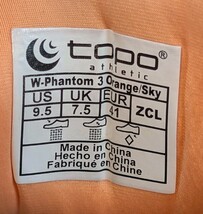 topo®
athletic
W-Phantom 3 Orange/Sky
US UK EUR ZCL
9.5 7.5 41
Made in China
Hecho en China
Fabriqué en Chine